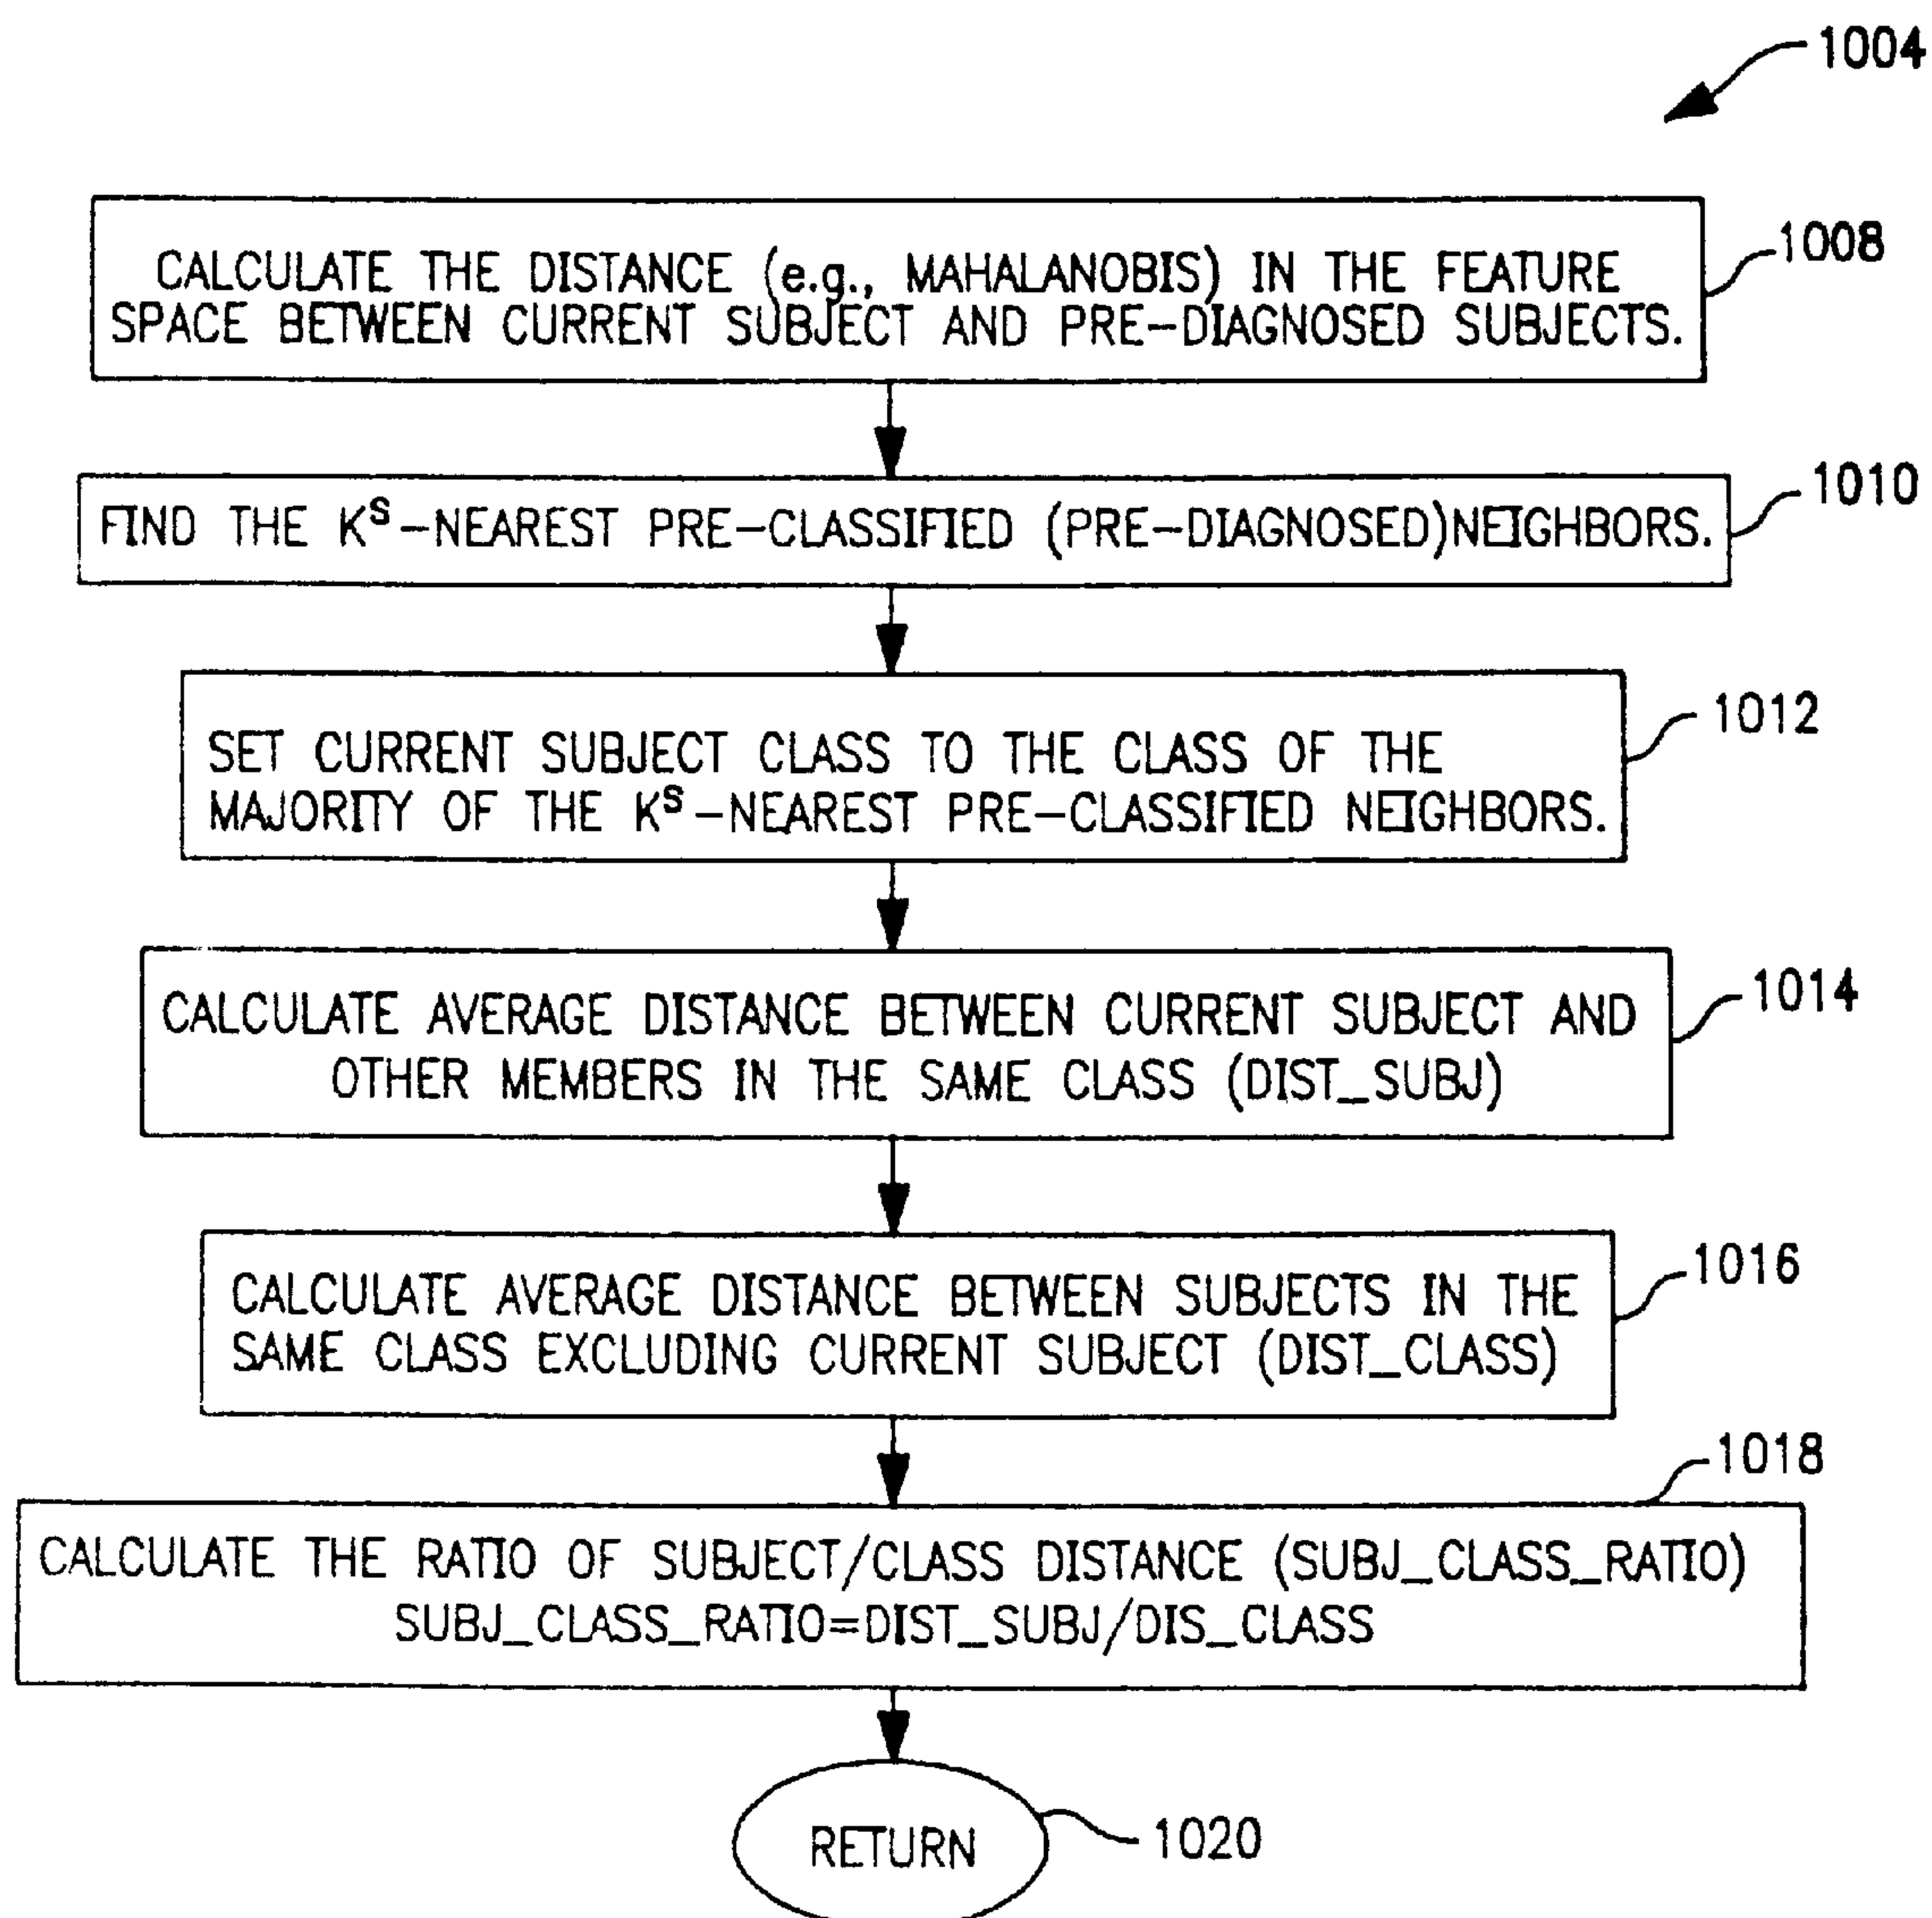 1004
CALCULATE THE DISTANCE (e.g., MAHALANOBIS) IN THE FEATURE
SPACE BETWEEN CURRENT SUBJECT AND PRE-DIAGNOSED SUBJECTS.
1008
FIND THE K^S-NEAREST PRE-CLASSIFIED (PRE-DIAGNOSED)NEIGHBORS.
1010
SET CURRENT SUBJECT CLASS TO THE CLASS OF THE
MAJORITY OF THE K^S-NEAREST PRE-CLASSIFIED NEIGHBORS.
1012
CALCULATE AVERAGE DISTANCE BETWEEN CURRENT SUBJECT AND
OTHER MEMBERS IN THE SAME CLASS (DIST_SUBJ)
1014
CALCULATE AVERAGE DISTANCE BETWEEN SUBJECTS IN THE
SAME CLASS EXCLUDING CURRENT SUBJECT (DIST_CLASS)
1016
CALCULATE THE RATIO OF SUBJECT/CLASS DISTANCE (SUBJ_CLASS_RATIO)
SUBJ_CLASS_RATIO=DIST_SUBJ/DIS_CLASS
1018
RETURN
1020